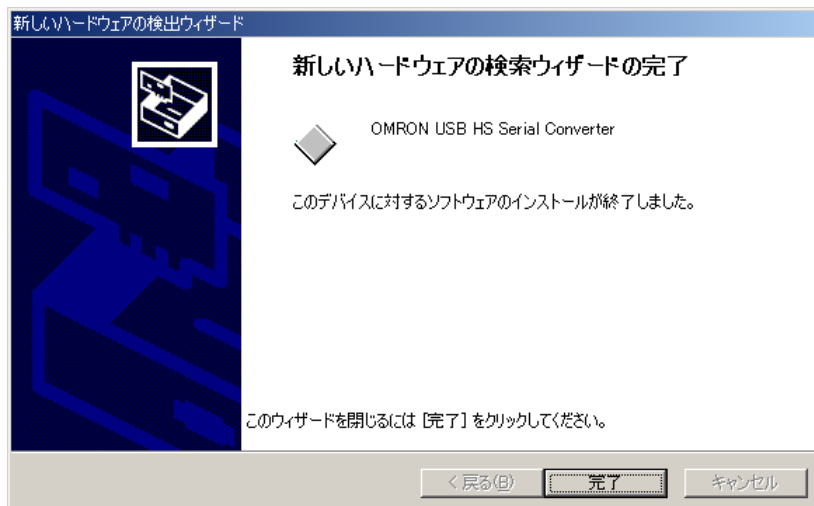 新しいハードウェアの検出ウィザード
新しいハードウェアの検索ウィザードの完了
OMRON USB HS Serial Converter
このデバイスに対するソフトウェアのインストールが終了しました。
このウィザードを閉じるには [完了] をクリックしてください。
< 戻る(B)
完了
キャンセル